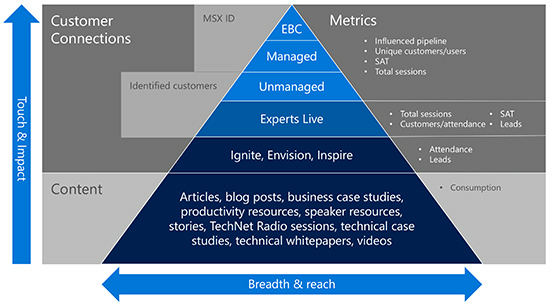 Customer
Connections
MSX ID
EBC
Metrics
Managed
• Influenced pipeline
• Unique customers/users
• SAT
• Total sessions
Identified customers
Unmanaged
Experts Live
• Total sessions
• SAT
• Customers/attendance
• Leads
Ignite, Envision, Inspire
• Attendance
• Leads
Touch & Impact
Content
Articles, blog posts, business case studies,
productivity resources, speaker resources,
stories, TechNet Radio sessions, technical case
studies, technical whitepapers, videos
• Consumption
Breadth & reach